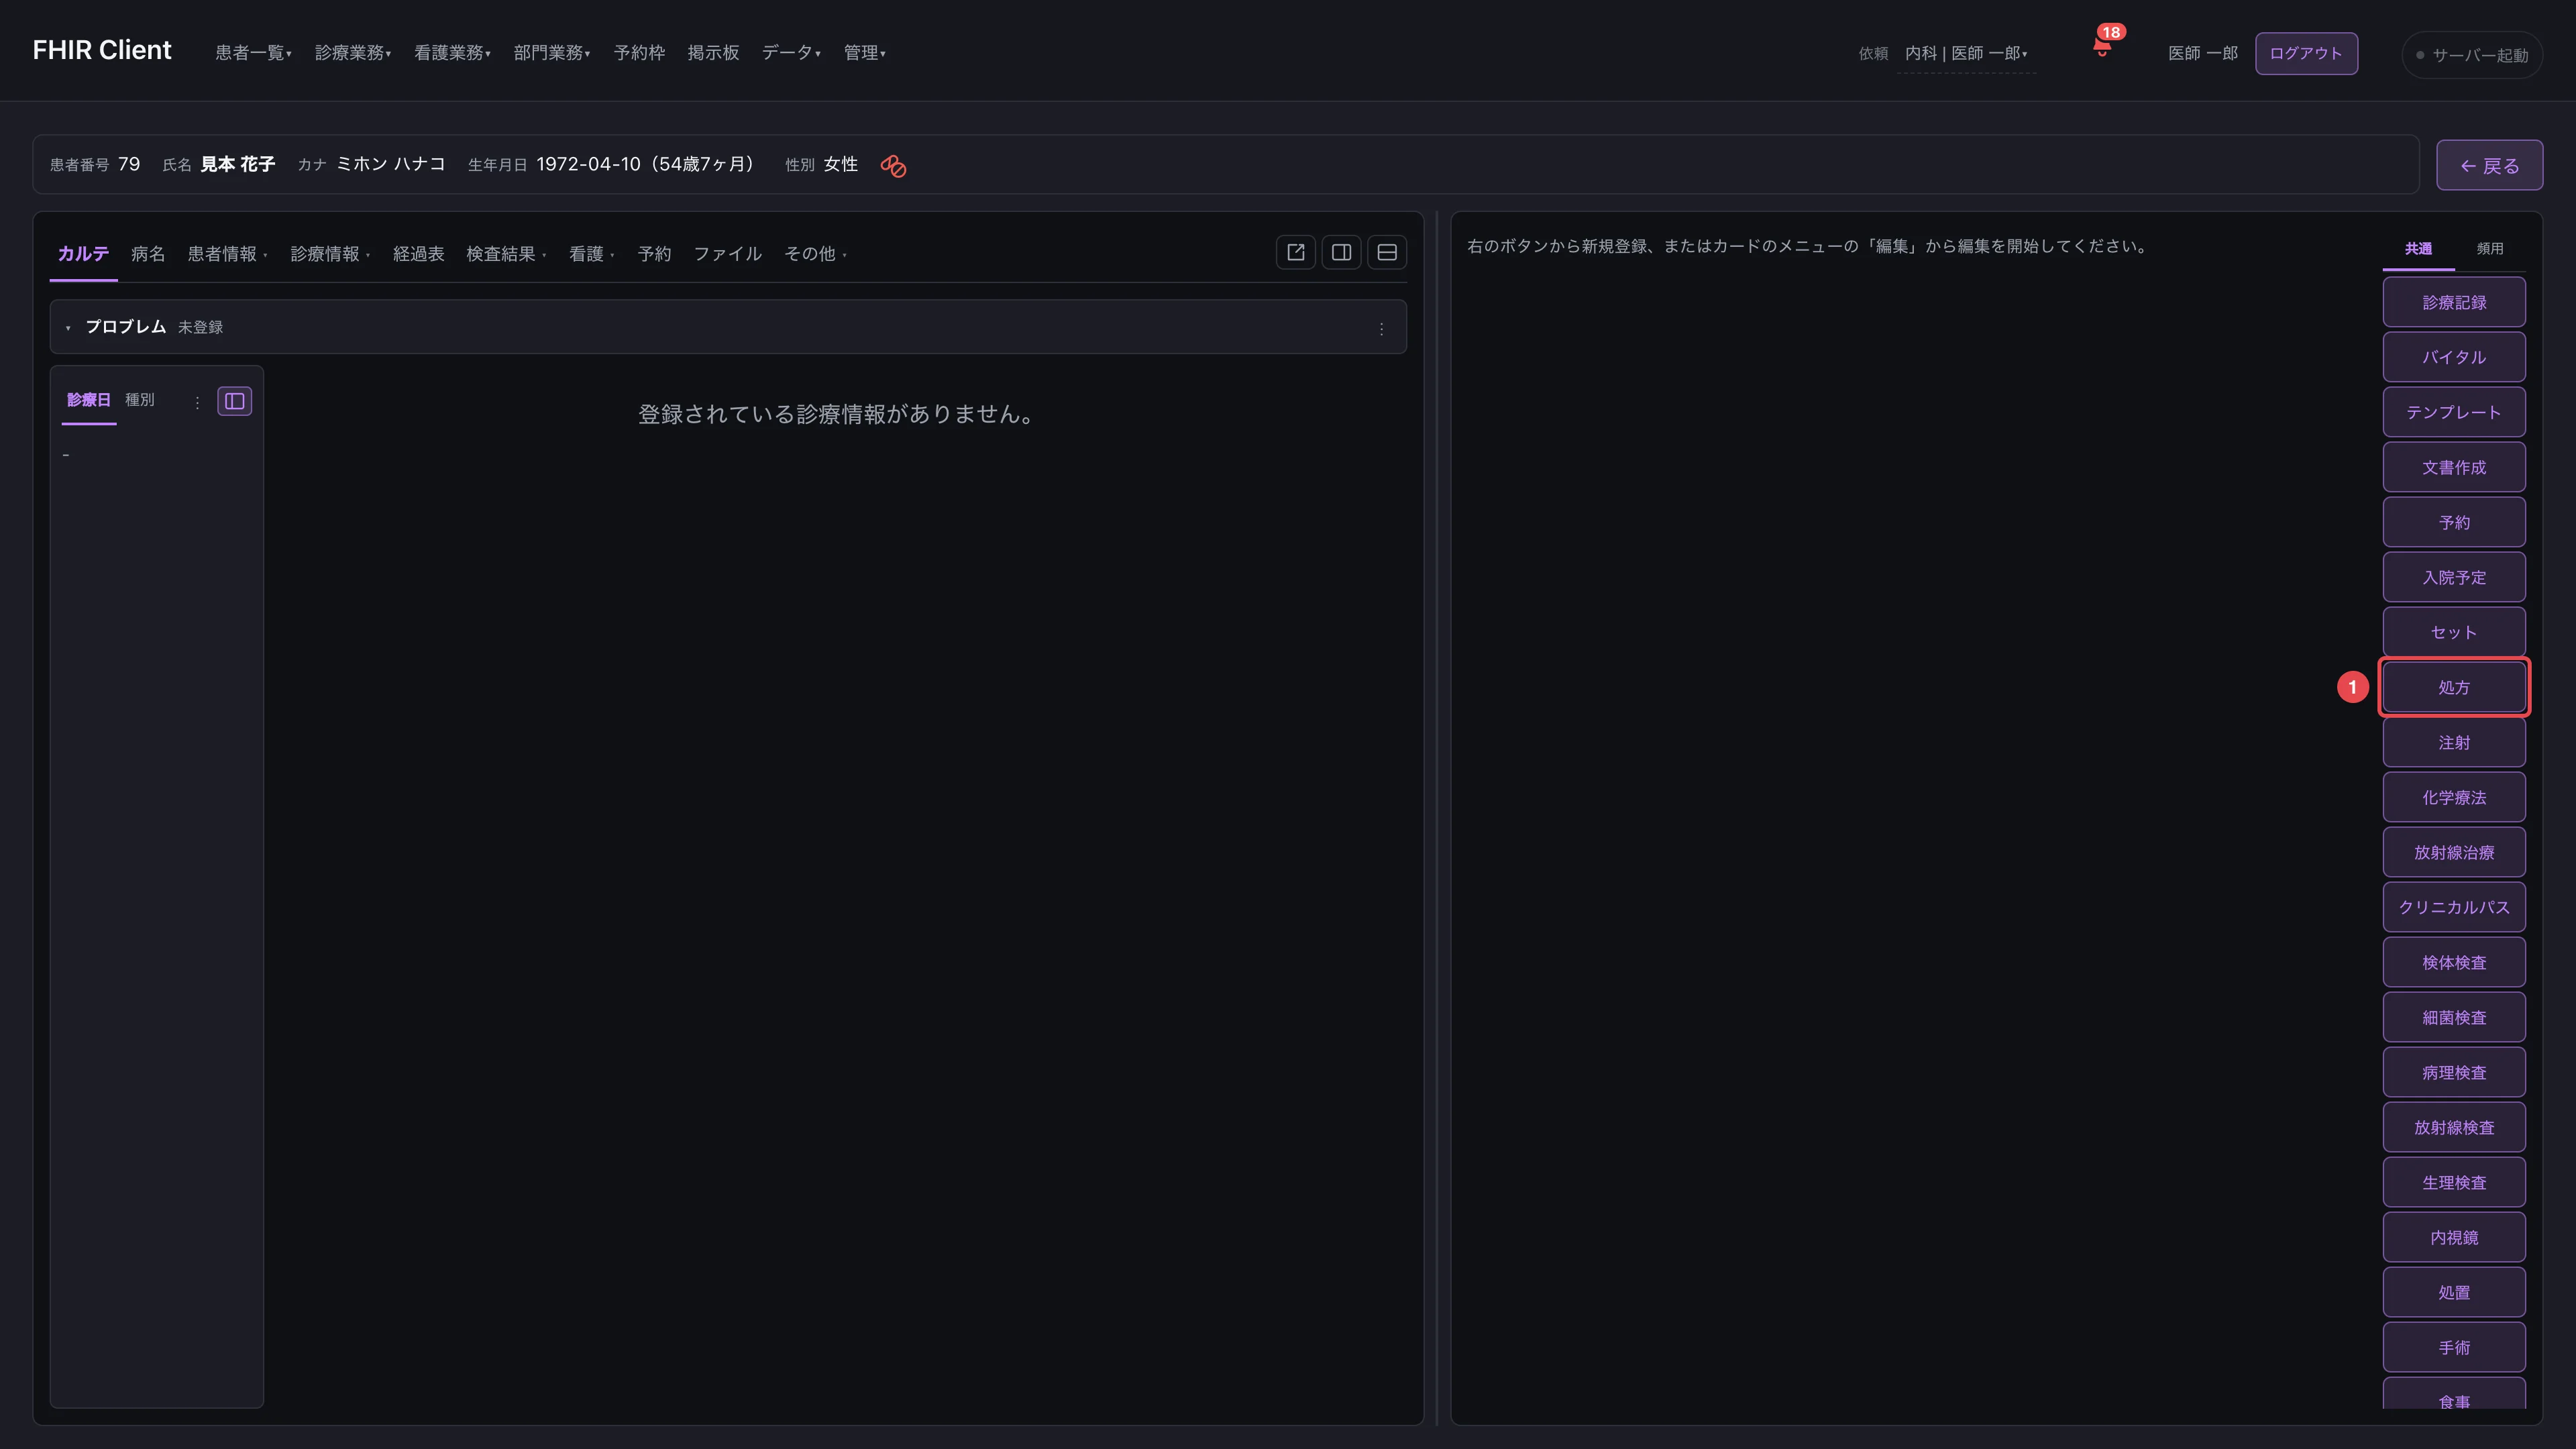 FHIR Client 患者一覧▾ 診療業務▾ 看護業務▾ 部門業務▾ 予約枠 掲示板 データ▾ 管理▾ 依頼 内科 | 医師 一郎▾ 18 医師 一郎 ログアウト サーバー起動
患者番号 79 氏名 見本 花子 カナ ミホン ハナコ 生年月日 1972-04-10（54歳7ヶ月） 性別 女性 ← 戻る
カルテ 病名 患者情報 診療情報 経過表 検査結果 看護 予約 ファイル その他
プロブレム 未登録
診療日 種別
-
登録されている診療情報がありません。
右のボタンから新規登録、またはカードのメニューの「編集」から編集を開始してください。
共通 頻用
診療記録
バイタル
テンプレート
文書作成
予約
入院予定
セット
1 処方
注射
化学療法
放射線治療
クリニカルパス
検体検査
細菌検査
病理検査
放射線検査
生理検査
内視鏡
処置
手術
食事